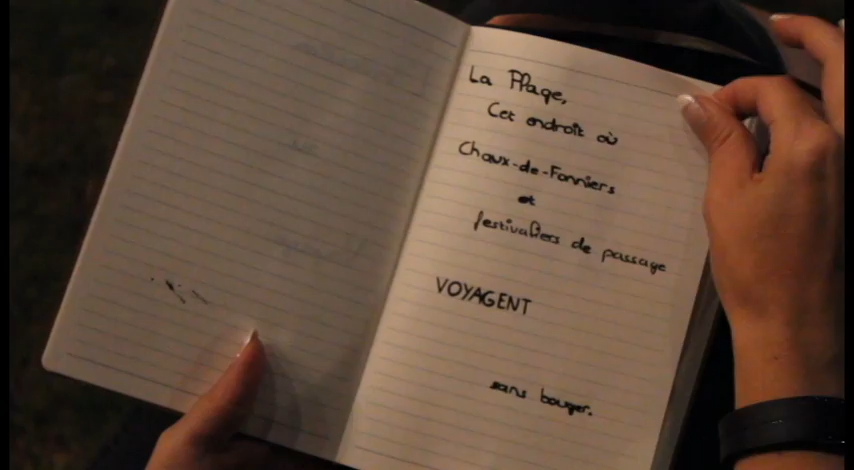 La Plage,
Cet endroit où
Chaux-de-Fonniers
et
festivaliers de passage
VOYAGENT
sans bouger.